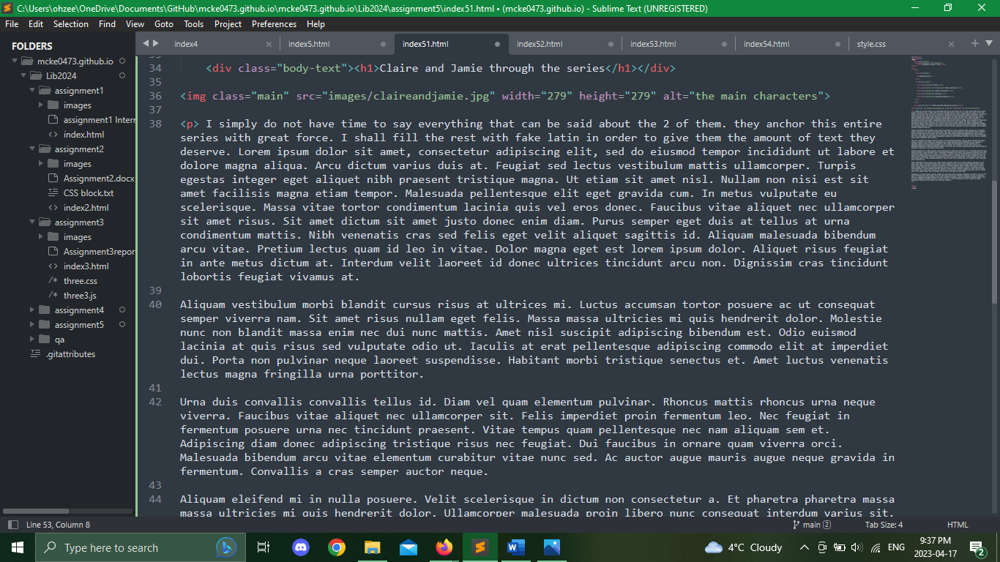 C:\Users\ohzee\OneDrive\Documents\GitHub\mcke0473.github.io\mcke0473.github.io\Lib2024\assignment5\index51.html • (mcke0473.github.io) - Sublime Text (UNREGISTERED)
File Edit Selection Find View Goto Tools Project Preferences Help
FOLDERS
mcke0473.github.io
Lib2024
assignment1
images
assignment1 Intern
index.html
assignment2
images
Assignment2.docx
CSS block.txt
index2.html
assignment3
images
Assignment3repor
index3.html
three.css
three3.js
assignment4
assignment5
qa
.gitattributes
index4 index5.html index51.html index52.html index53.html index54.html style.css
34 <div class="body-text"><h1>Claire and Jamie through the series</h1></div>
35
36 <img class="main" src="images/claireandjamie.jpg" width="279" height="279" alt="the main characters">
37
38 <p> I simply do not have time to say everything that can be said about the 2 of them. they anchor this entire
series with great force. I shall fill the rest with fake latin in order to give them the amount of text they
deserve. Lorem ipsum dolor sit amet, consectetur adipiscing elit, sed do eiusmod tempor incididunt ut labore et
dolore magna aliqua. Arcu dictum varius duis at. Feugiat sed lectus vestibulum mattis ullamcorper. Turpis
egestas integer eget aliquet nibh praesent tristique magna. Ut etiam sit amet nisl. Nullam non nisi est sit
amet facilisis magna etiam tempor. Malesuada pellentesque elit eget gravida cum. In metus vulputate eu
scelerisque. Massa vitae tortor condimentum lacinia quis vel eros donec. Faucibus vitae aliquet nec ullamcorper
sit amet risus. Sit amet dictum sit amet justo donec enim diam. Purus semper eget duis at tellus at urna
condimentum mattis. Nibh venenatis cras sed felis eget velit aliquet sagittis id. Aliquam malesuada bibendum
arcu vitae. Pretium lectus quam id leo in vitae. Dolor magna eget est lorem ipsum dolor. Aliquet risus feugiat
in ante metus dictum at. Interdum velit laoreet id donec ultrices tincidunt arcu non. Dignissim cras tincidunt
lobortis feugiat vivamus at.
39
40 Aliquam vestibulum morbi blandit cursus risus at ultrices mi. Luctus accumsan tortor posuere ac ut consequat
semper viverra nam. Sit amet risus nullam eget felis. Massa massa ultricies mi quis hendrerit dolor. Molestie
nunc non blandit massa enim nec dui nunc mattis. Amet nisl suscipit adipiscing bibendum est. Odio euismod
lacinia at quis risus sed vulputate odio ut. Iaculis at erat pellentesque adipiscing commodo elit at imperdiet
dui. Porta non pulvinar neque laoreet suspendisse. Habitant morbi tristique senectus et. Amet luctus venenatis
lectus magna fringilla urna porttitor.
41
42 Urna duis convallis convallis tellus id. Diam vel quam elementum pulvinar. Rhoncus mattis rhoncus urna neque
viverra. Faucibus vitae aliquet nec ullamcorper sit. Felis imperdiet proin fermentum leo. Nec feugiat in
fermentum posuere urna nec tincidunt praesent. Vitae tempus quam pellentesque nec nam aliquam sem et.
Adipiscing diam donec adipiscing tristique risus nec feugiat. Dui faucibus in ornare quam viverra orci.
Malesuada bibendum arcu vitae elementum curabitur vitae nunc sed. Ac auctor augue mauris augue neque gravida in
fermentum. Convallis a cras semper auctor neque.
43
44 Aliquam eleifend mi in nulla posuere. Velit scelerisque in dictum non consectetur a. Et pharetra pharetra massa
massa ultricies mi quis hendrerit dolor. Ullamcorper malesuada proin libero nunc consequat interdum varius sit.
Line 53, Column 8
main 2
Tab Size: 4
HTML
Type here to search
4°C Cloudy
ENG
9:37 PM
2023-04-17
2